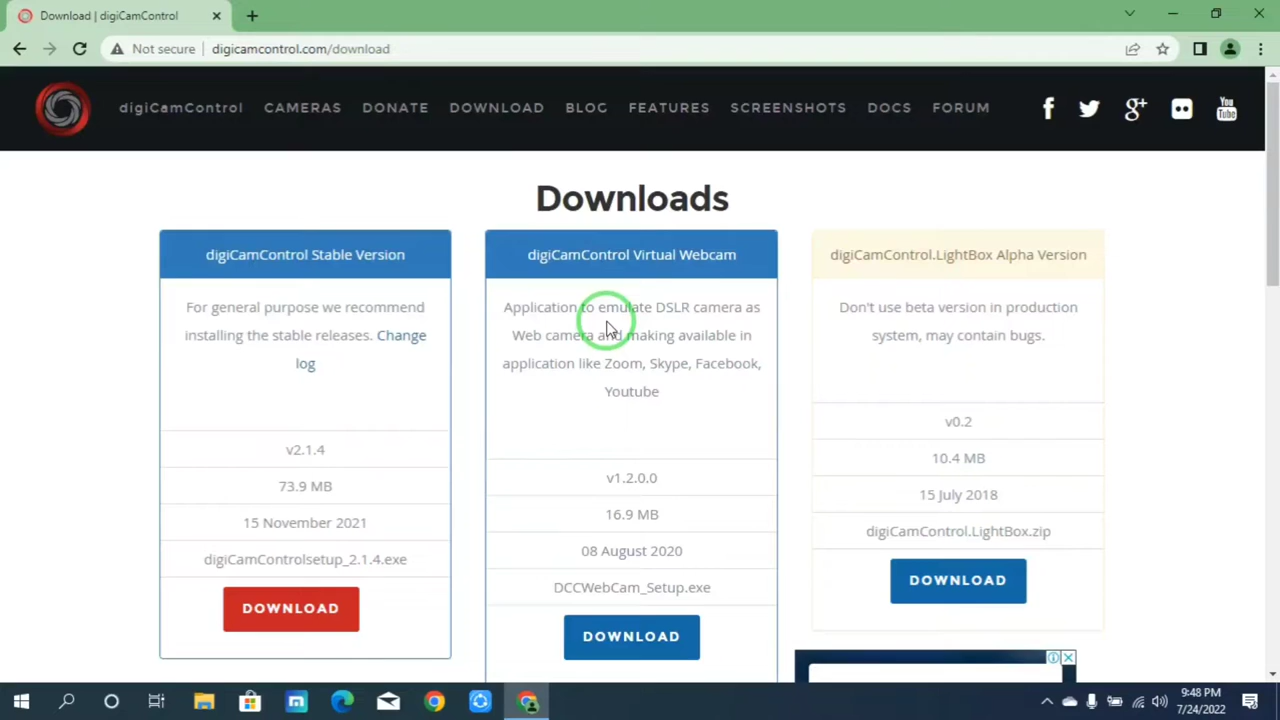 Download | digiCamControl
Not secure
digicamcontrol.com/download
digiCamControl CAMERAS DONATE DOWNLOAD BLOG FEATURES SCREENSHOTS DOCS FORUM
You
Tube
Downloads
digiCamControl Stable Version
For general purpose we recommend
installing the stable releases. Change
log
v2.1.4
73.9 MB
15 November 2021
digiCamControlsetup_2.1.4.exe
DOWNLOAD
digiCamControl Virtual Webcam
Application to emulate DSLR camera as
Web camera and making available in
application like Zoom, Skype, Facebook,
Youtube
v1.2.0.0
16.9 MB
08 August 2020
DCCWebCam_Setup.exe
DOWNLOAD
digiCamControl.LightBox Alpha Version
Don't use beta version in production
system, may contain bugs.
v0.2
10.4 MB
15 July 2018
digiCamControl.LightBox.zip
DOWNLOAD
9:48 PM
7/24/2022